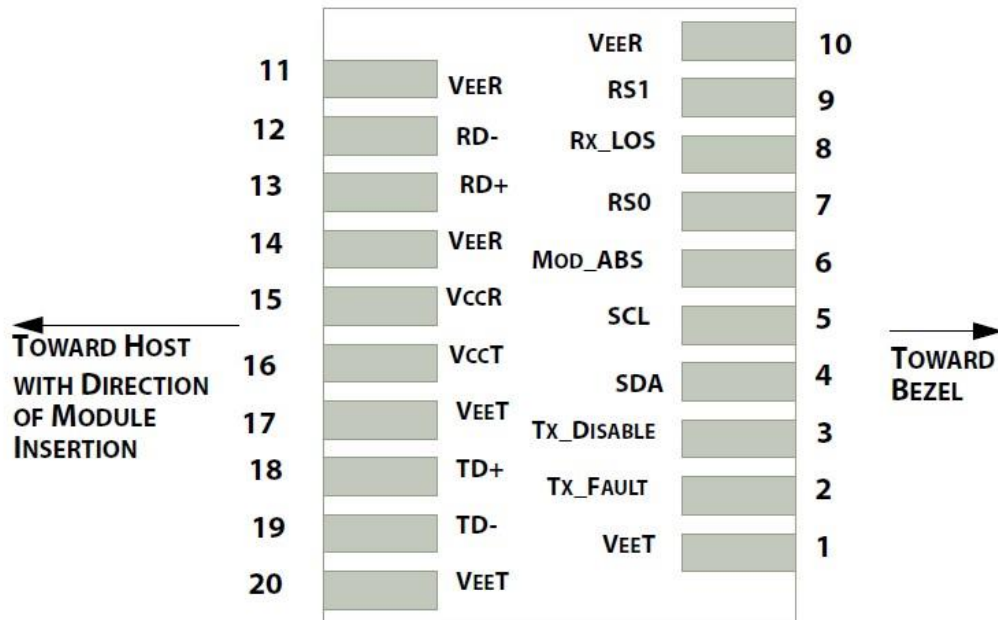 11 VEER
12 RD-
13 RD+
14 VEER
15 VCCR
16 VCCT
17 VEET
18 TD+
19 TD-
20 VEET
VEER 10
RS1 9
RX_LOS 8
RS0 7
MOD_ABS 6
SCL 5
SDA 4
TX_DISABLE 3
TX_FAULT 2
VEET 1
TOWARD HOST
WITH DIRECTION
OF MODULE
INSERTION
TOWARD
BEZEL